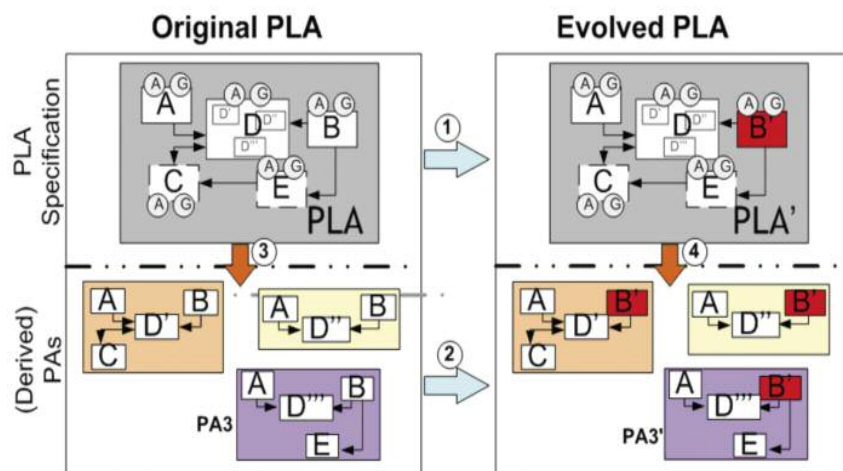 Original PLA
Evolved PLA
PLA
Specification
A G
A
A G
D' D D''
D'''
A G
B
C
A G
A G
E
PLA
1
A G
A
A G
D' D D''
D'''
A G
B'
C
A G
A G
E
PLA'
3
4
(Derived)
PAs
A B
D'
C
A B
D''
A B
D'''
PA3
E
2
A B'
D'
C
A B'
D''
A B'
D'''
PA3'
E